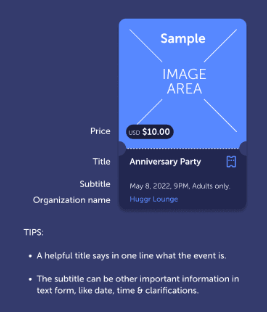 Sample
IMAGE
AREA
Price
USD $10.00
Title
Anniversary Party
Subtitle
May 8, 2022, 9PM, Adults only.
Organization name
Huggr Lounge
TIPS:
• A helpful title says in one line what the event is.
• The subtitle can be other important information in
text form, like date, time & clarifications.